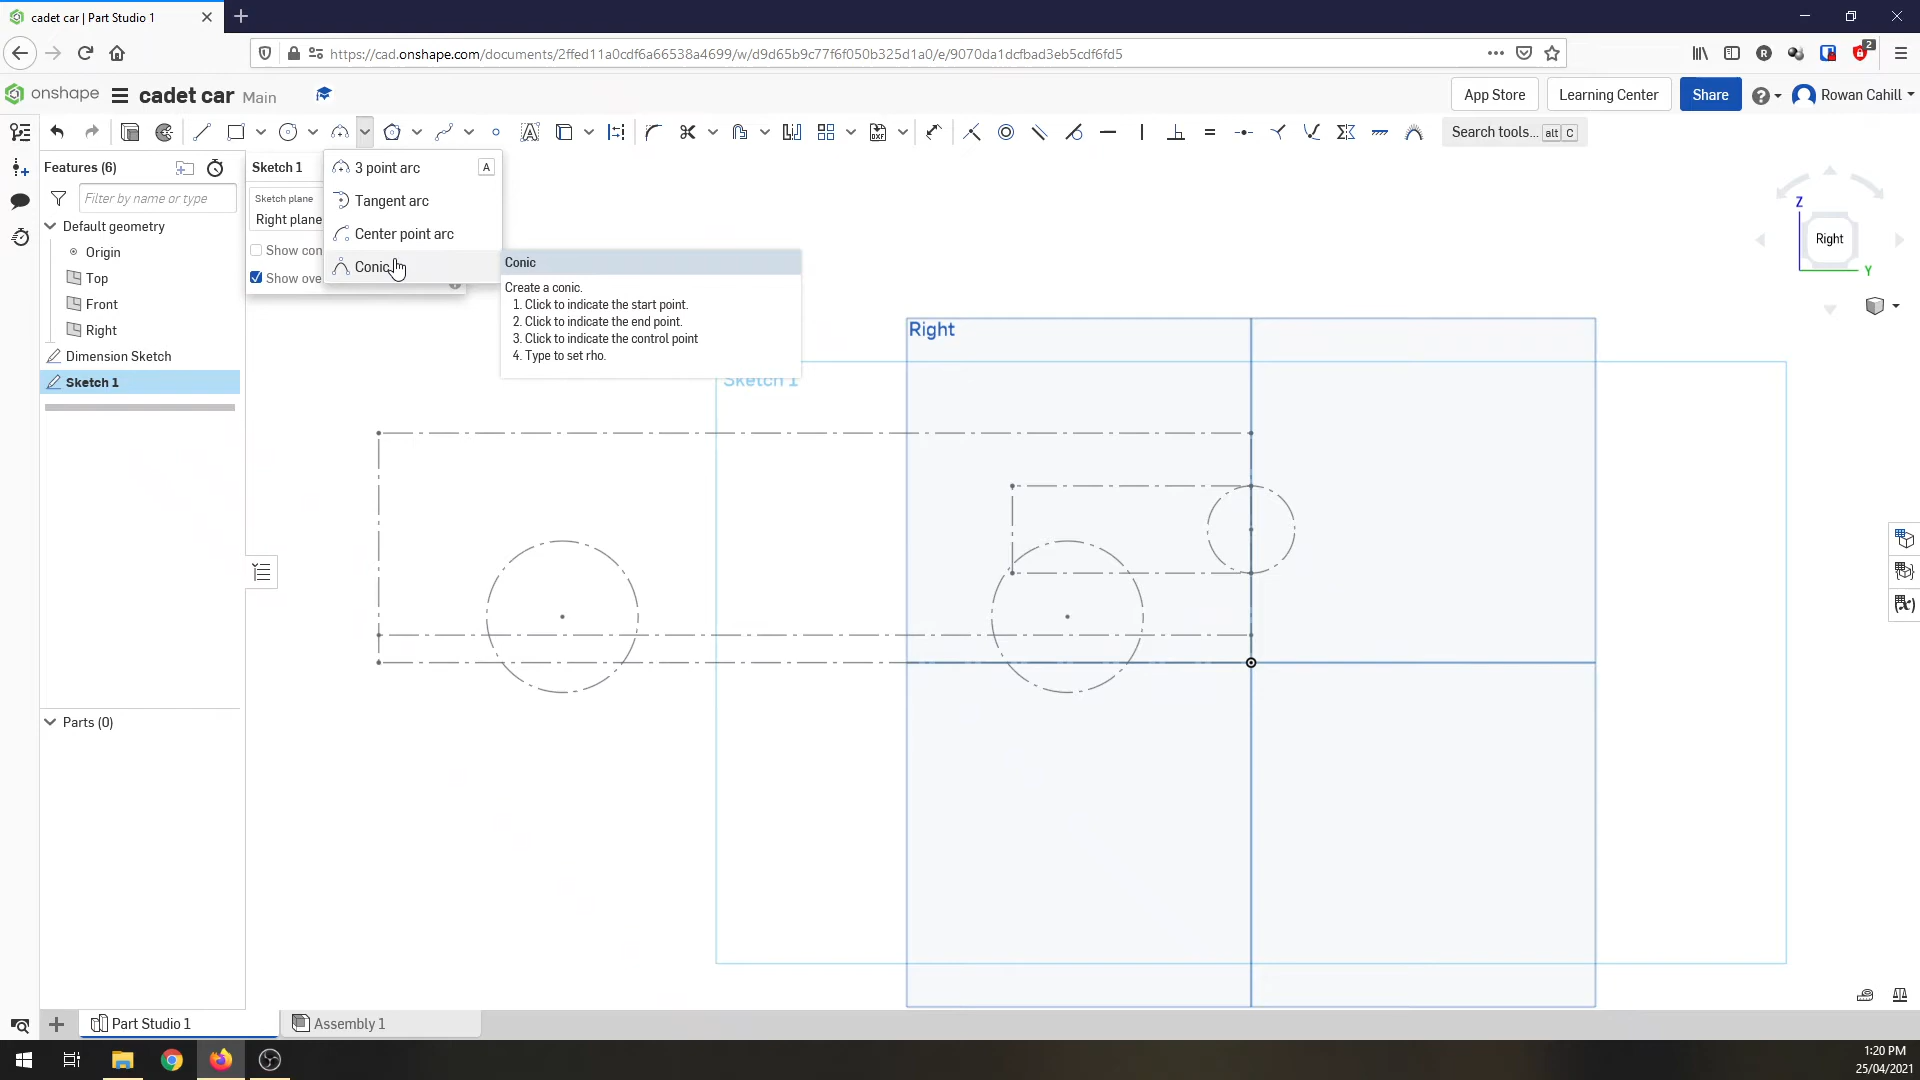 cadet car | Part Studio 1
https://cad.onshape.com/documents/2ffed11a0cdf6a66538a4699/w/d9d65b9c77f6f050b325d1a0/e/9070da1dcfbad3eb5cdf6fd5
2
onshape
cadet car Main
App Store
Learning Center
Share
Rowan Cahill
Search tools... alt C
Features (6)
Filter by name or type
Default geometry
Origin
Top
Front
Right
Dimension Sketch
Sketch 1
Parts (0)
Sketch 1
Sketch plane
Right plane
Show con
Show ove
3 point arc A
Tangent arc
Center point arc
Conic
Conic
Create a conic.
1. Click to indicate the start point.
2. Click to indicate the end point.
3. Click to indicate the control point
4. Type to set rho.
Right
Sketch 1
Z
Right
Y
Part Studio 1
Assembly 1
1:20 PM
25/04/2021